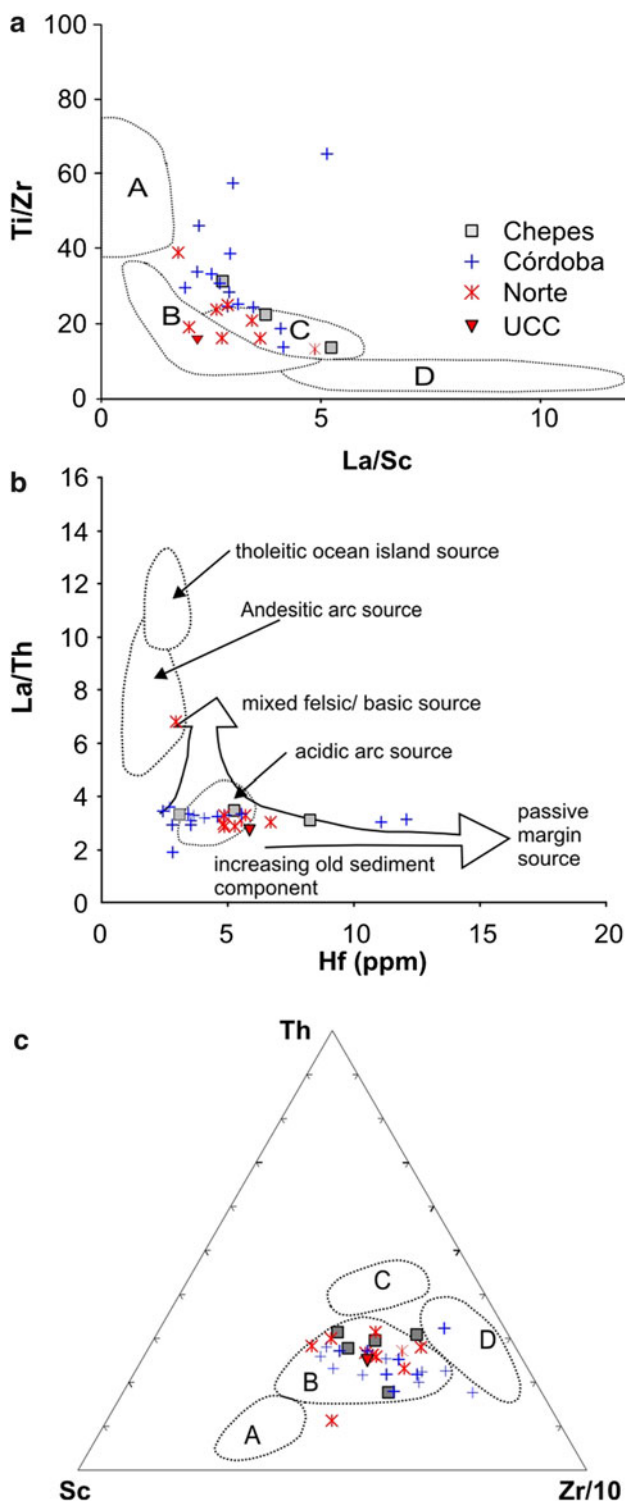 a
100
80
60
40
20
0
Ti/Zr
A
B
C
D
Chepes
Córdoba
Norte
UCC
0
5
10
La/Sc
b
16
14
12
10
8
6
4
2
0
La/Th
tholeitic ocean island source
Andesitic arc source
mixed felsic/ basic source
acidic arc source
passive
margin
source
increasing old sediment
component
0
5
10
15
20
Hf (ppm)
c
Th
C
D
B
A
Sc
Zr/10